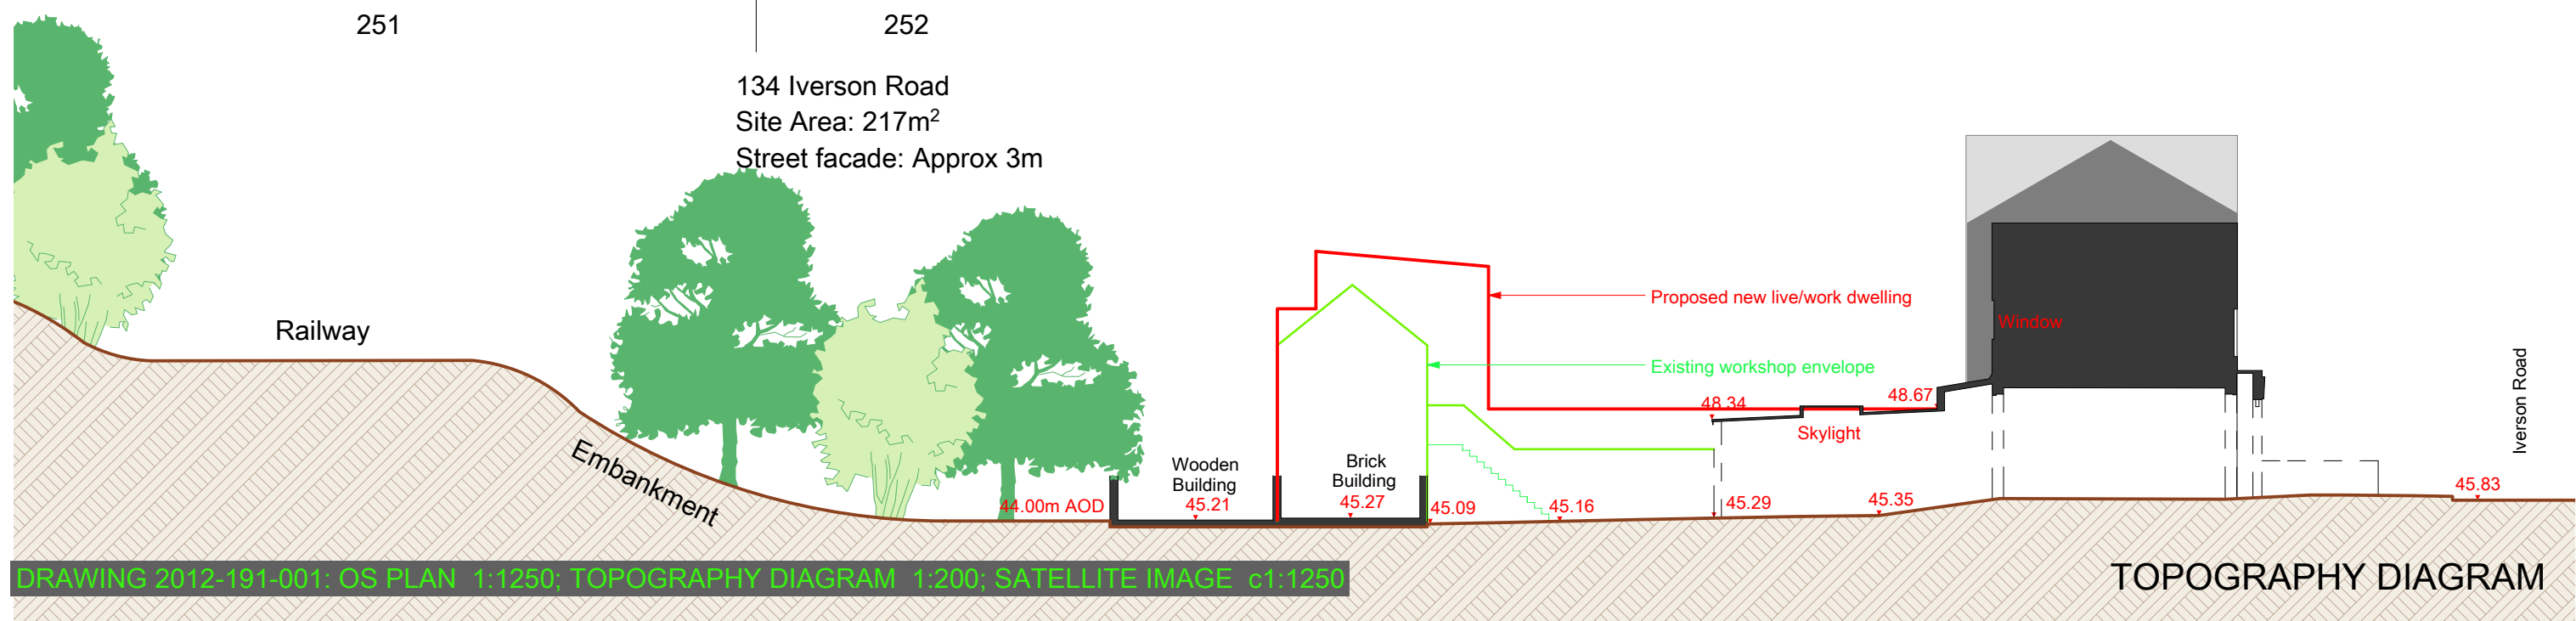 251
252
134 Iverson Road
Site Area: 217m²
Street facade: Approx 3m
Railway
Embankment
Proposed new live/work dwelling
Existing workshop envelope
Window
Iverson Road
48.34
48.67
Skylight
Wooden
Building
45.21
Brick
Building
45.27
44.00m AOD
45.09
45.16
45.29
45.35
45.83
DRAWING 2012-191-001: OS PLAN 1:1250; TOPOGRAPHY DIAGRAM 1:200; SATELLITE IMAGE c1:1250
TOPOGRAPHY DIAGRAM